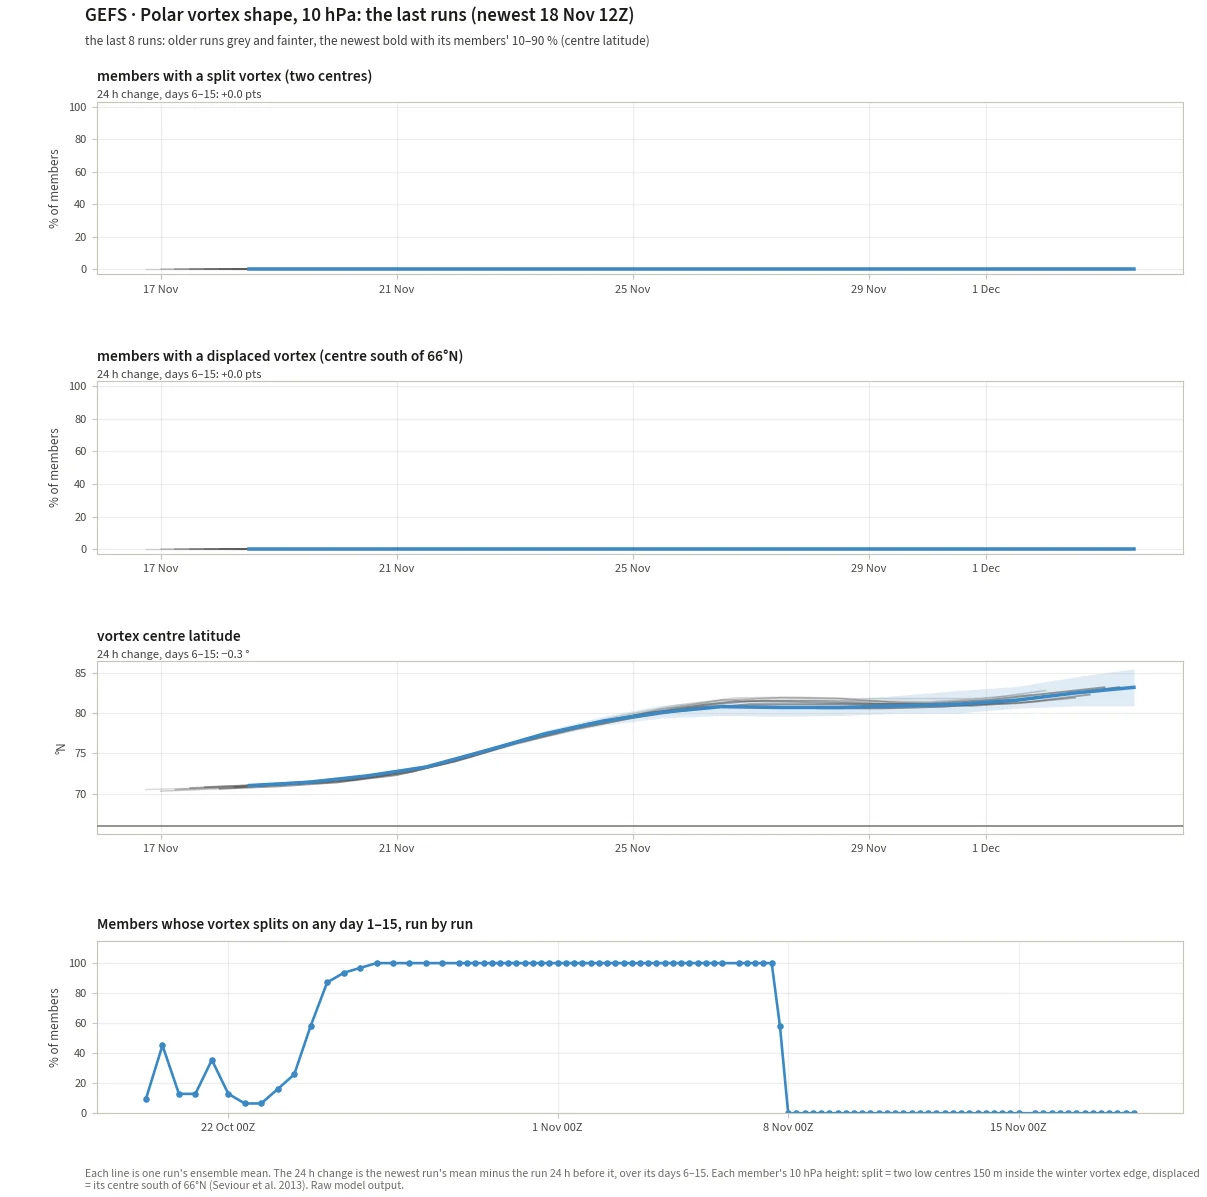 GEFS · Polar vortex shape, 10 hPa: the last runs (newest 18 Nov 12Z)
the last 8 runs: older runs grey and fainter, the newest bold with its members' 10–90 % (centre latitude)
members with a split vortex (two centres)
24 h change, days 6–15: +0.0 pts
100
80
60
40
20
0
% of members
17 Nov
21 Nov
25 Nov
29 Nov
1 Dec
members with a displaced vortex (centre south of 66°N)
24 h change, days 6–15: +0.0 pts
100
80
60
40
20
0
% of members
17 Nov
21 Nov
25 Nov
29 Nov
1 Dec
vortex centre latitude
24 h change, days 6–15: −0.3 °
85
80
75
70
°N
17 Nov
21 Nov
25 Nov
29 Nov
1 Dec
Members whose vortex splits on any day 1–15, run by run
100
80
60
40
20
0
% of members
22 Oct 00Z
1 Nov 00Z
8 Nov 00Z
15 Nov 00Z
Each line is one run's ensemble mean. The 24 h change is the newest run's mean minus the run 24 h before it, over its days 6–15. Each member's 10 hPa height: split = two low centres 150 m inside the winter vortex edge, displaced
= its centre south of 66°N (Seviour et al. 2013). Raw model output.